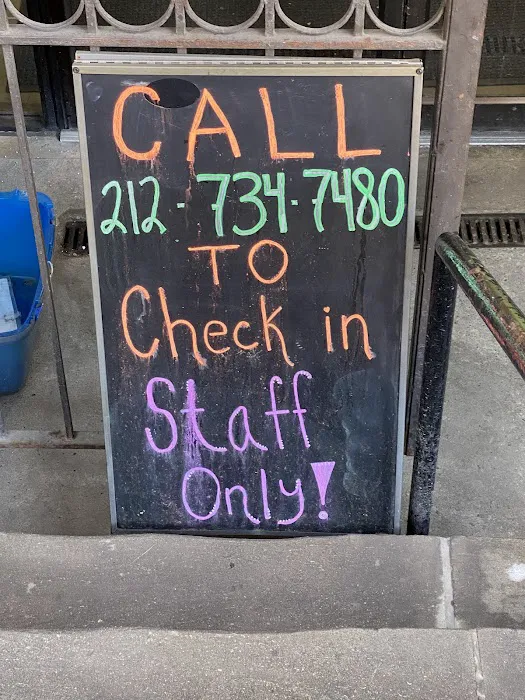 CALL
212-734-7480
TO
Check in
Staff
Only!